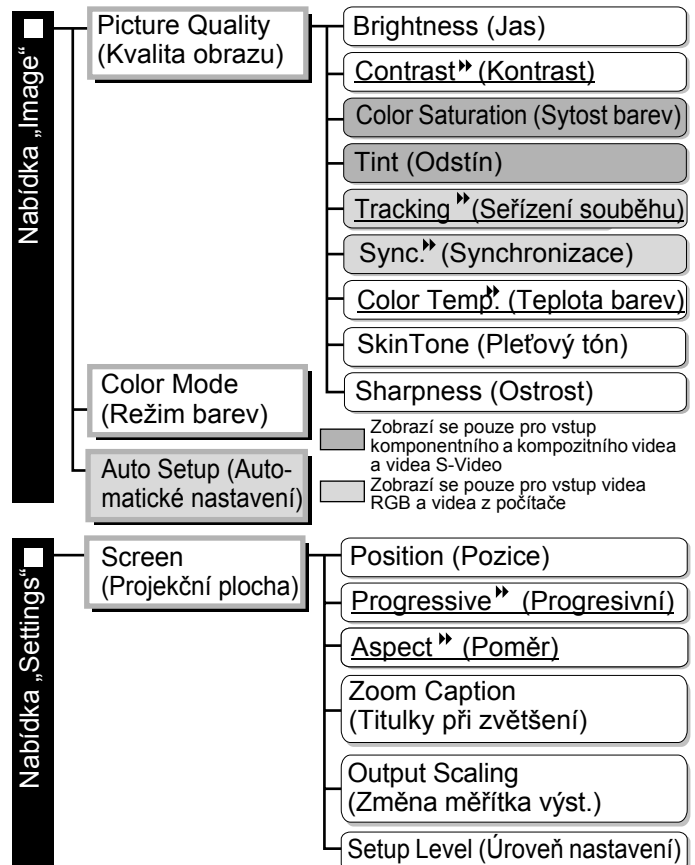 Nabídka „Image“
Picture Quality
(Kvalita obrazu)
Brightness (Jas)
Contrast (Kontrast)
Color Saturation (Sytost barev)
Tint (Odstín)
Tracking (Seřízení souběhu)
Sync. (Synchronizace)
Color Temp. (Teplota barev)
SkinTone (Pleťový tón)
Sharpness (Ostrost)
Color Mode
(Režim barev)
Auto Setup (Auto-
matické nastavení)
Zobrazí se pouze pro vstup
komponentního a kompozitního videa
a videa S-Video
Zobrazí se pouze pro vstup videa
RGB a videa z počítače
Nabídka „Settings“
Screen
(Projekční plocha)
Position (Pozice)
Progressive (Progresivní)
Aspect (Poměr)
Zoom Caption
(Titulky při zvětšení)
Output Scaling
(Změna měřítka výst.)
Setup Level (Úroveň nastavení)